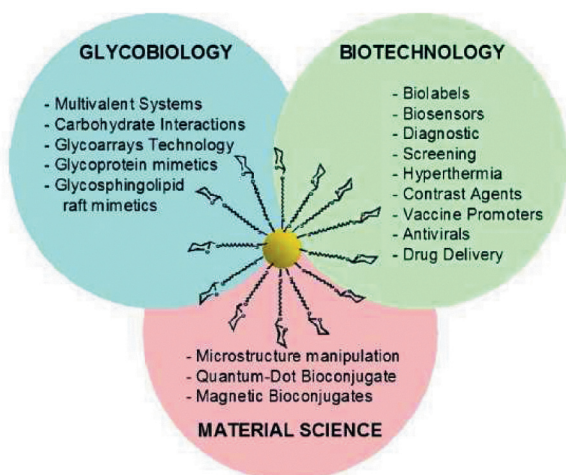 GLYCOBIOLOGY
- Multivalent Systems
- Carbohydrate Interactions
- Glycoarrays Technology
- Glycoprotein mimetics
- Glycosphingolipid
raft mimetics
BIOTECHNOLOGY
- Biolabels
- Biosensors
- Diagnostic
- Screening
- Hyperthermia
- Contrast Agents
- Vaccine Promoters
- Antivirals
- Drug Delivery
- Microstructure manipulation
- Quantum-Dot Bioconjugate
- Magnetic Bioconjugates
MATERIAL SCIENCE